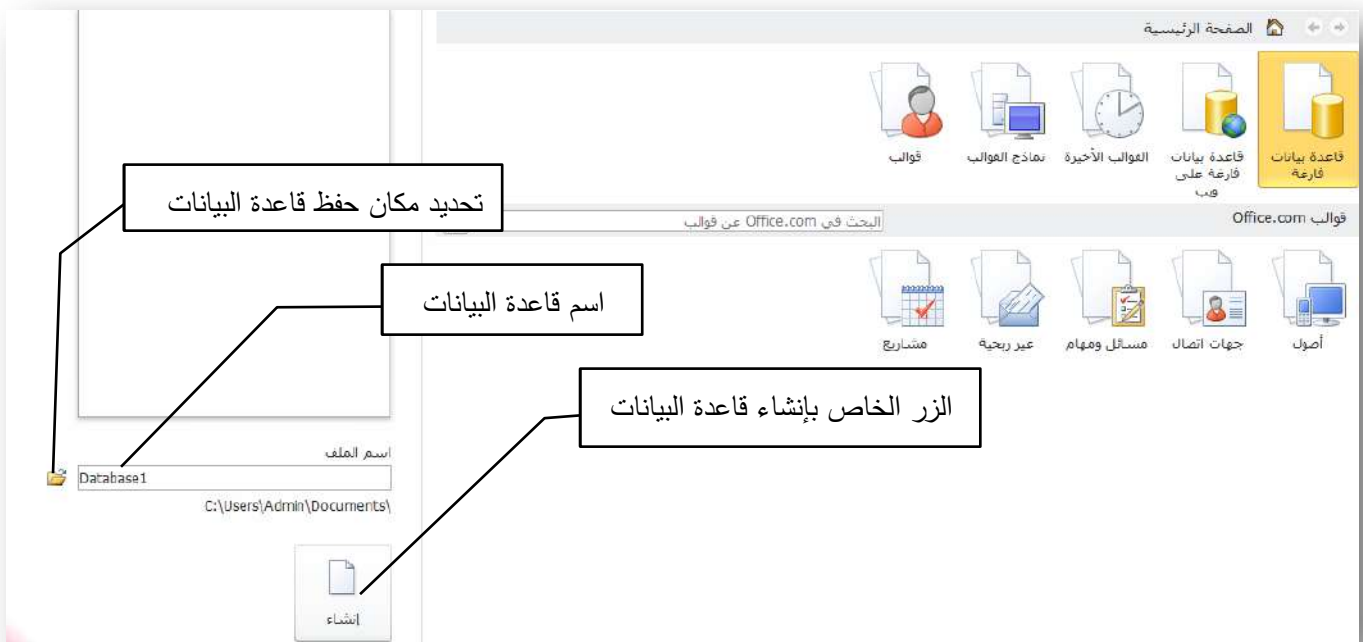 الصفحة الرئيسية
قاعدة بيانات فارغة
قاعدة بيانات فارغة على ويب
القوالب الأخيرة
نماذج القوالب
قوالب
قوالب Office.com
البحث في Office.com عن قوالب
أصول
جهات اتصال
مسائل ومهام
غير ربحية
مشاريع
تحديد مكان حفظ قاعدة البيانات
اسم قاعدة البيانات
الزر الخاص بإنشاء قاعدة البيانات
اسم الملف
Database1
C:\Users\Admin\Documents\
إنشاء